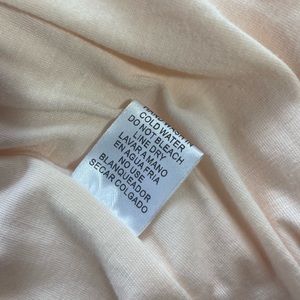 HAND WASH IN
COLD WATER
DO NOT BLEACH
LINE DRY
LAVAR A MANO
EN AGUA FRIA
NO USE
BLANQUEADOR
SECAR COLGADO